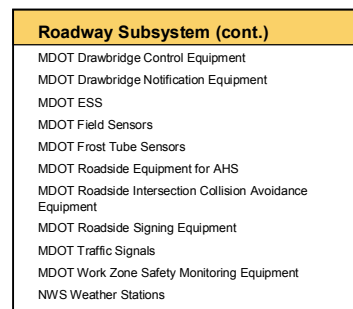 Roadway Subsystem (cont.)
MDOT Drawbridge Control Equipment
MDOT Drawbridge Notification Equipment
MDOT ESS
MDOT Field Sensors
MDOT Frost Tube Sensors
MDOT Roadside Equipment for AHS
MDOT Roadside Intersection Collision Avoidance
Equipment
MDOT Roadside Signing Equipment
MDOT Traffic Signals
MDOT Work Zone Safety Monitoring Equipment
NWS Weather Stations